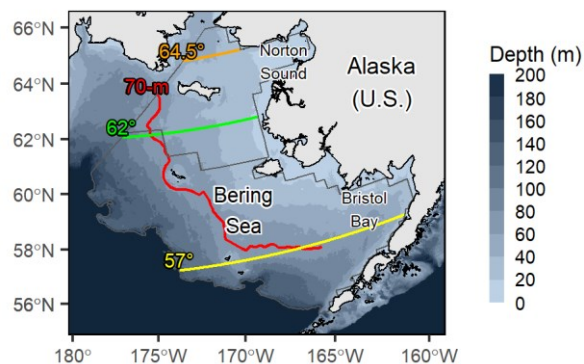 66°N
64°N
62°N
60°N
58°N
56°N
64.5°
70-m
62°
57°
Norton
Sound
Alaska
(U.S.)
Bering
Sea
Bristol
Bay
180°
175°W
170°W
165°W
160°W
Depth (m)
200
180
160
140
120
100
80
60
40
20
0